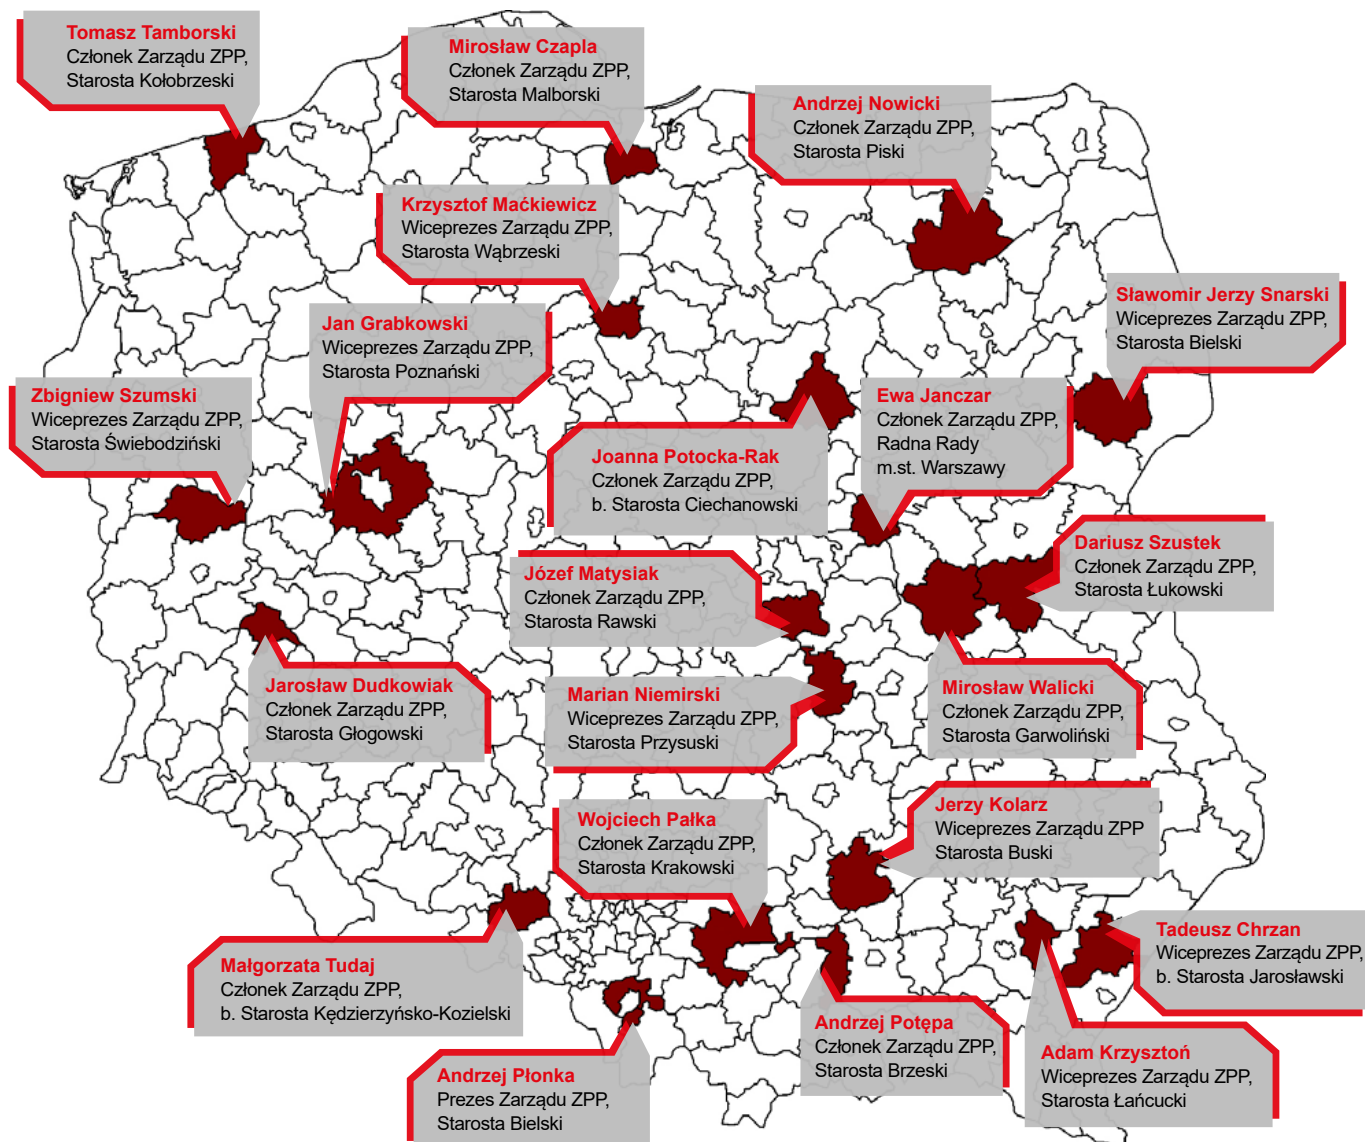 Tomasz Tamborski
Członek Zarządu ZPP,
Starosta Kołobrzeski
Mirosław Czapla
Członek Zarządu ZPP,
Starosta Malborski
Andrzej Nowicki
Członek Zarządu ZPP,
Starosta Piski
Krzysztof Maćkiewicz
Wiceprezes Zarządu ZPP,
Starosta Wąbrzeski
Sławomir Jerzy Snarski
Wiceprezes Zarządu ZPP,
Starosta Bielski
Jan Grabkowski
Wiceprezes Zarządu ZPP,
Starosta Poznański
Zbigniew Szumski
Wiceprezes Zarządu ZPP,
Starosta Świebodziński
Ewa Janczar
Członek Zarządu ZPP,
Radna Rady
m.st. Warszawy
Joanna Potocka-Rak
Członek Zarządu ZPP,
b. Starosta Ciechanowski
Dariusz Szustek
Członek Zarządu ZPP,
Starosta Łukowski
Józef Matysiak
Członek Zarządu ZPP,
Starosta Rawski
Jarosław Dudkowiak
Członek Zarządu ZPP,
Starosta Głogowski
Marian Niemirski
Wiceprezes Zarządu ZPP,
Starosta Przysuski
Mirosław Walicki
Członek Zarządu ZPP,
Starosta Garwoliński
Wojciech Pałka
Członek Zarządu ZPP,
Starosta Krakowski
Jerzy Kolarz
Wiceprezes Zarządu ZPP
Starosta Buski
Małgorzata Tudaj
Członek Zarządu ZPP,
b. Starosta Kędzierzyńsko-Kozielski
Tadeusz Chrzan
Wiceprezes Zarządu ZPP,
b. Starosta Jarosławski
Andrzej Potępa
Członek Zarządu ZPP,
Starosta Brzeski
Adam Krzysztoń
Wiceprezes Zarządu ZPP,
Starosta Łańcucki
Andrzej Płonka
Prezes Zarządu ZPP,
Starosta Bielski